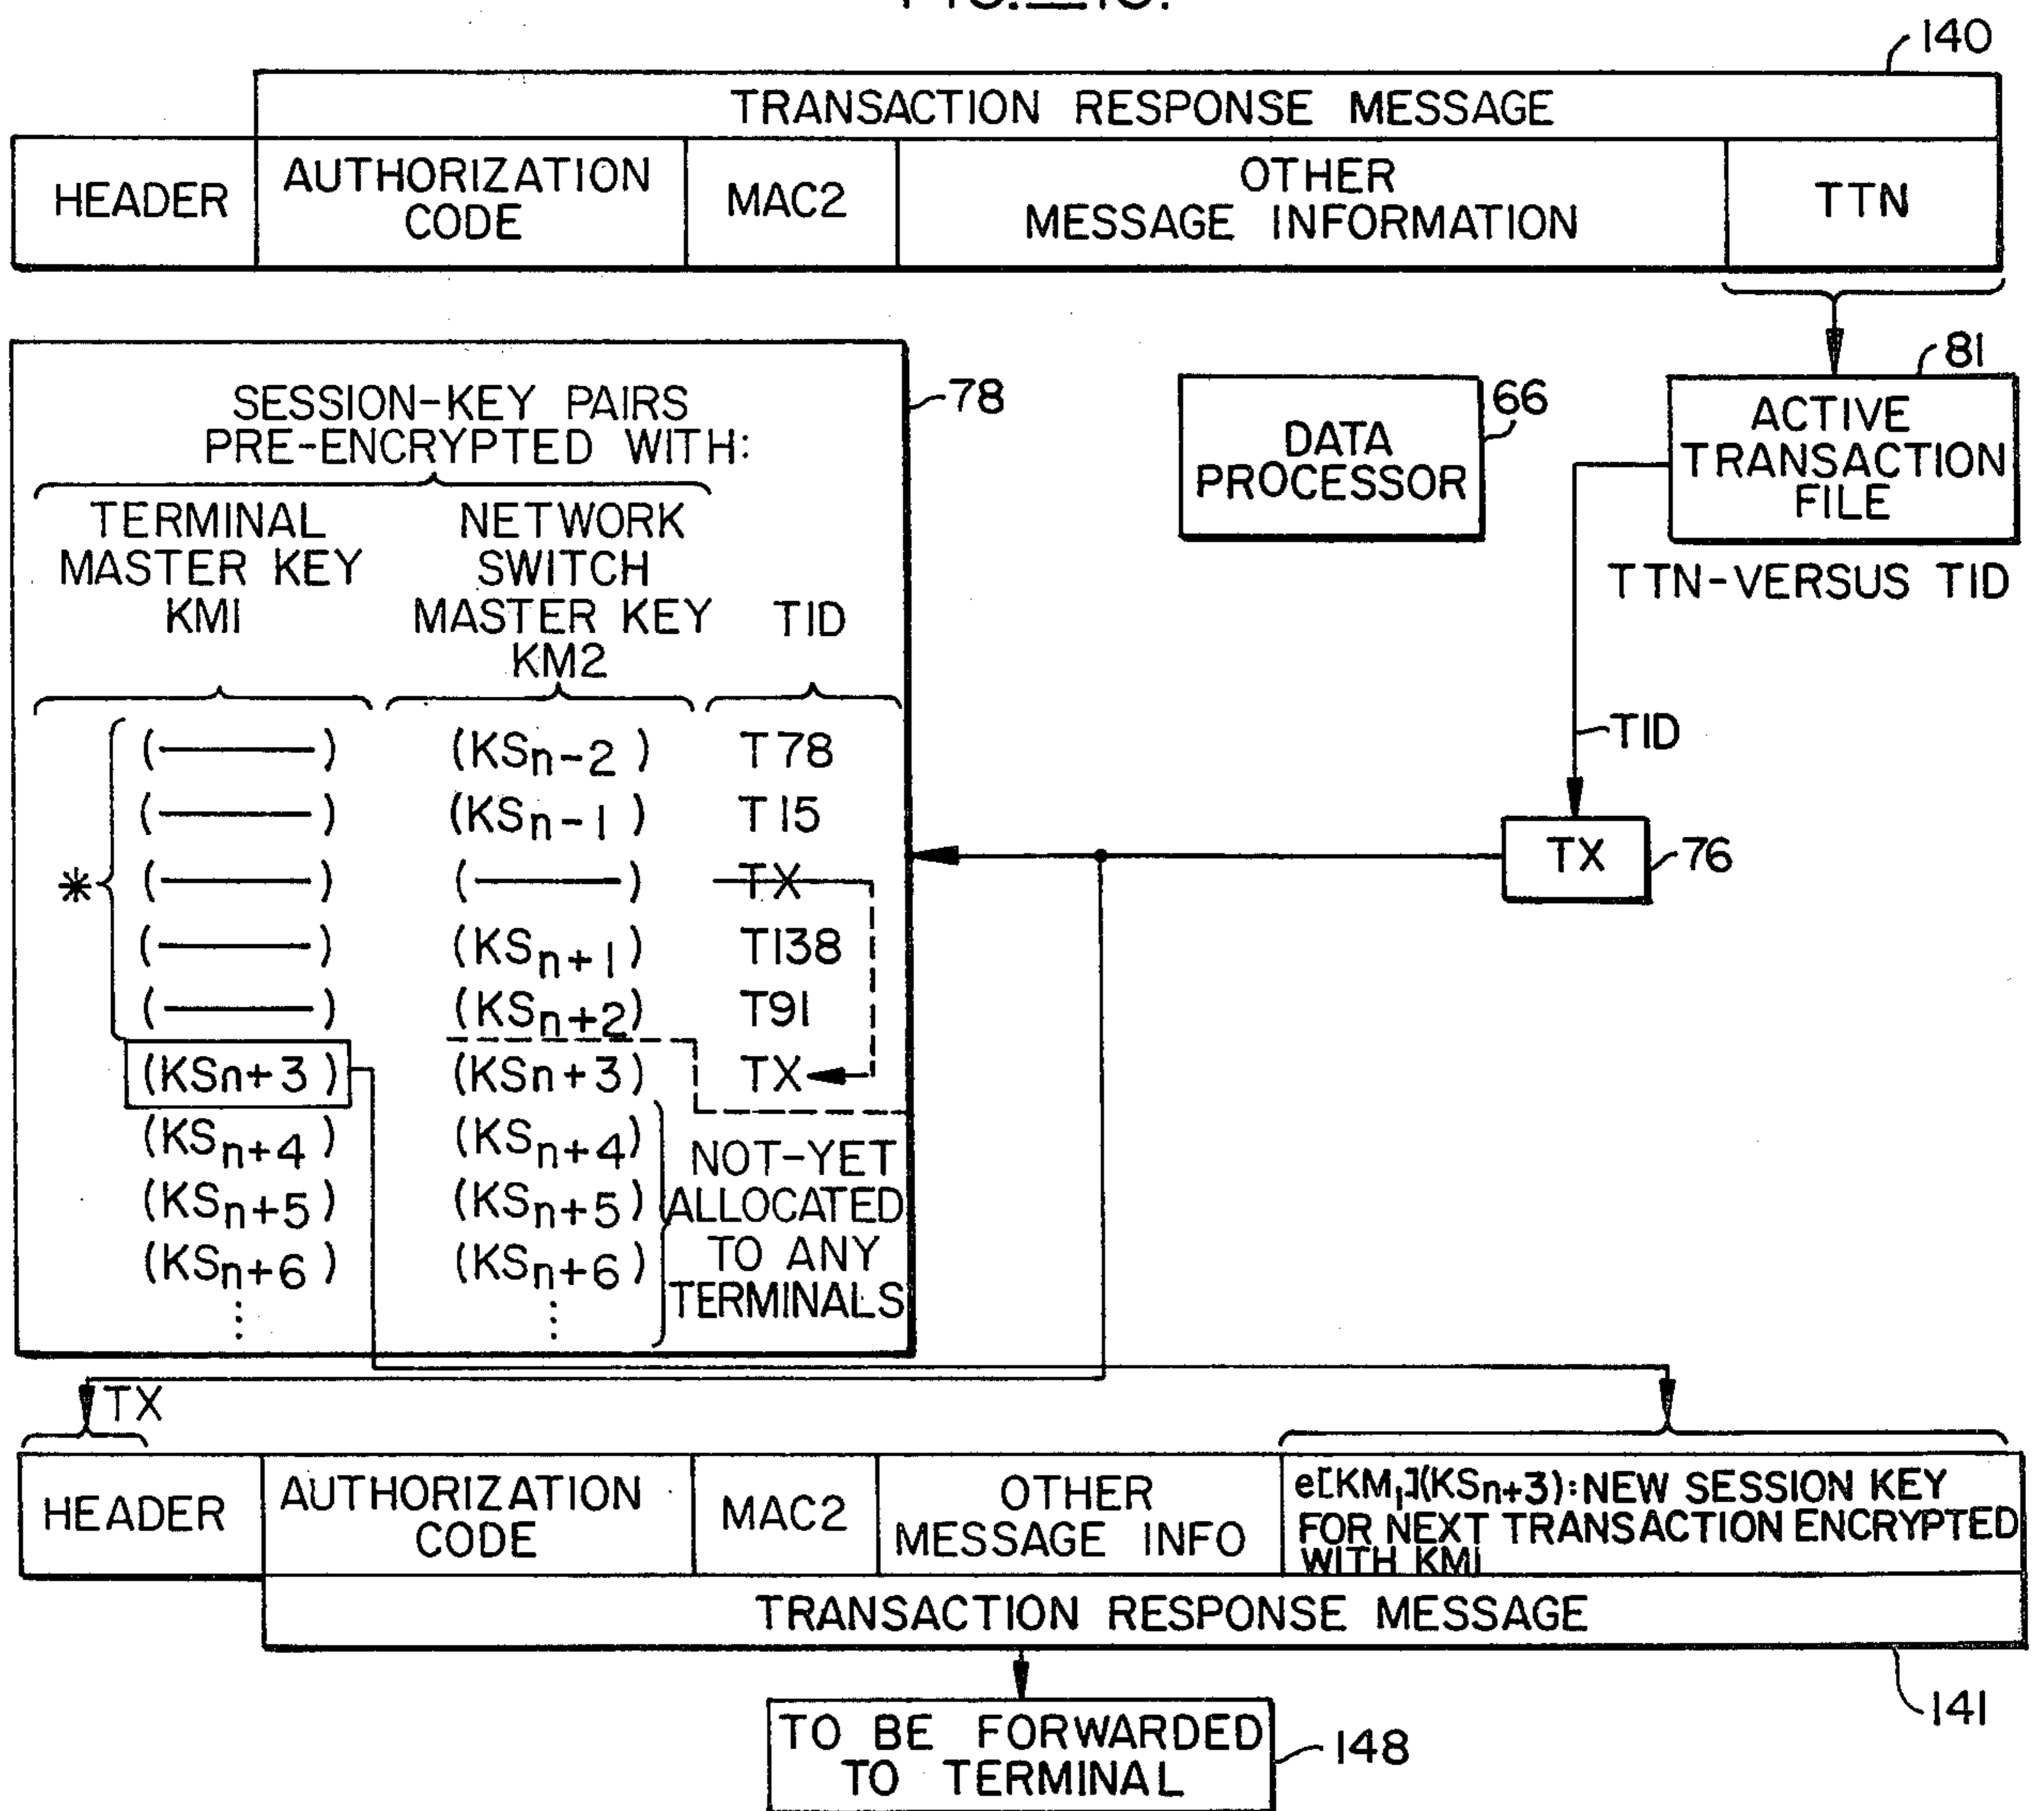 140
TRANSACTION RESPONSE MESSAGE
HEADER
AUTHORIZATION
CODE
MAC2
OTHER
MESSAGE INFORMATION
TTN
78
SESSION-KEY PAIRS
PRE-ENCRYPTED WITH:
TERMINAL
MASTER KEY
KM1
NETWORK
SWITCH
MASTER KEY
KM2
TID
DATA
PROCESSOR
66
81
ACTIVE
TRANSACTION
FILE
TTN-VERSUS TID
TID
TX
76
*
(———) (KSn-2) T78
(———) (KSn-1) T15
(———) (———) TX
(———) (KSn+1) T138
(———) (KSn+2) T91
(KSn+3) (KSn+3) TX
(KSn+4) (KSn+4)
(KSn+5) (KSn+5)
(KSn+6) (KSn+6)
NOT-YET
ALLOCATED
TO ANY
TERMINALS
TX
HEADER
AUTHORIZATION
CODE
MAC2
OTHER
MESSAGE INFO
e[KM1](KSn+3): NEW SESSION KEY
FOR NEXT TRANSACTION ENCRYPTED
WITH KM1
TRANSACTION RESPONSE MESSAGE
141
TO BE FORWARDED
TO TERMINAL
148